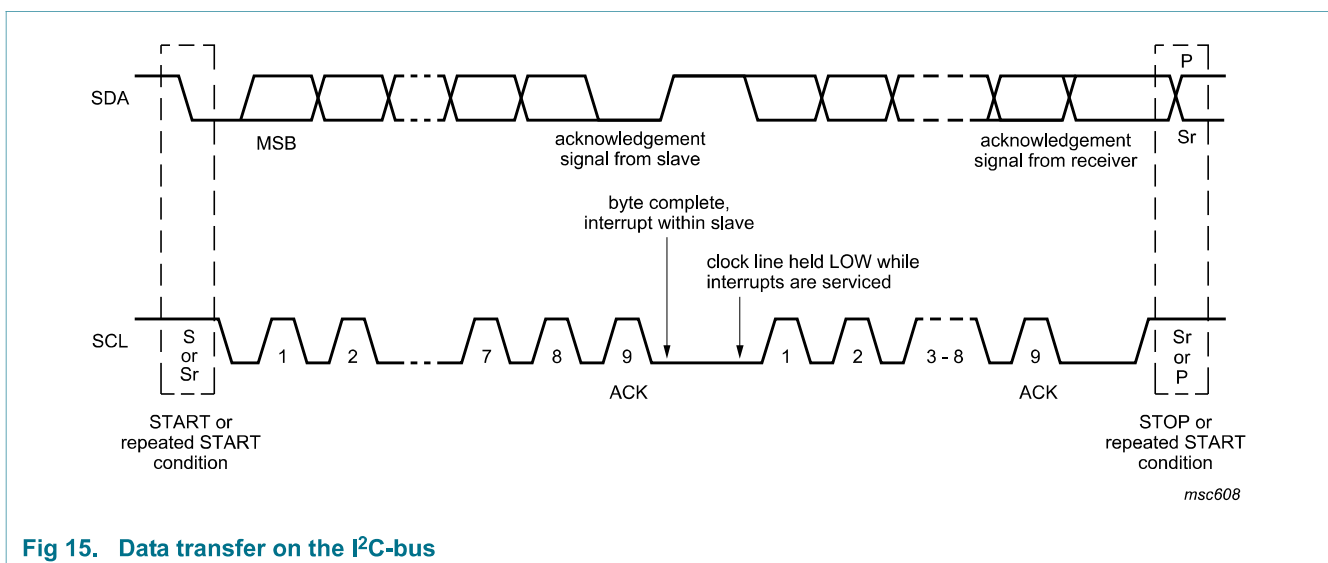 P
SDA
MSB
acknowledgement
signal from slave
acknowledgement
signal from receiver
Sr
byte complete,
interrupt within slave
clock line held LOW while
interrupts are serviced
SCL
S
or
Sr
1
2
7
8
9
1
2
3 - 8
9
Sr
or
P
ACK
ACK
START or
repeated START
condition
STOP or
repeated START
condition
msc608
Fig 15. Data transfer on the I²C-bus